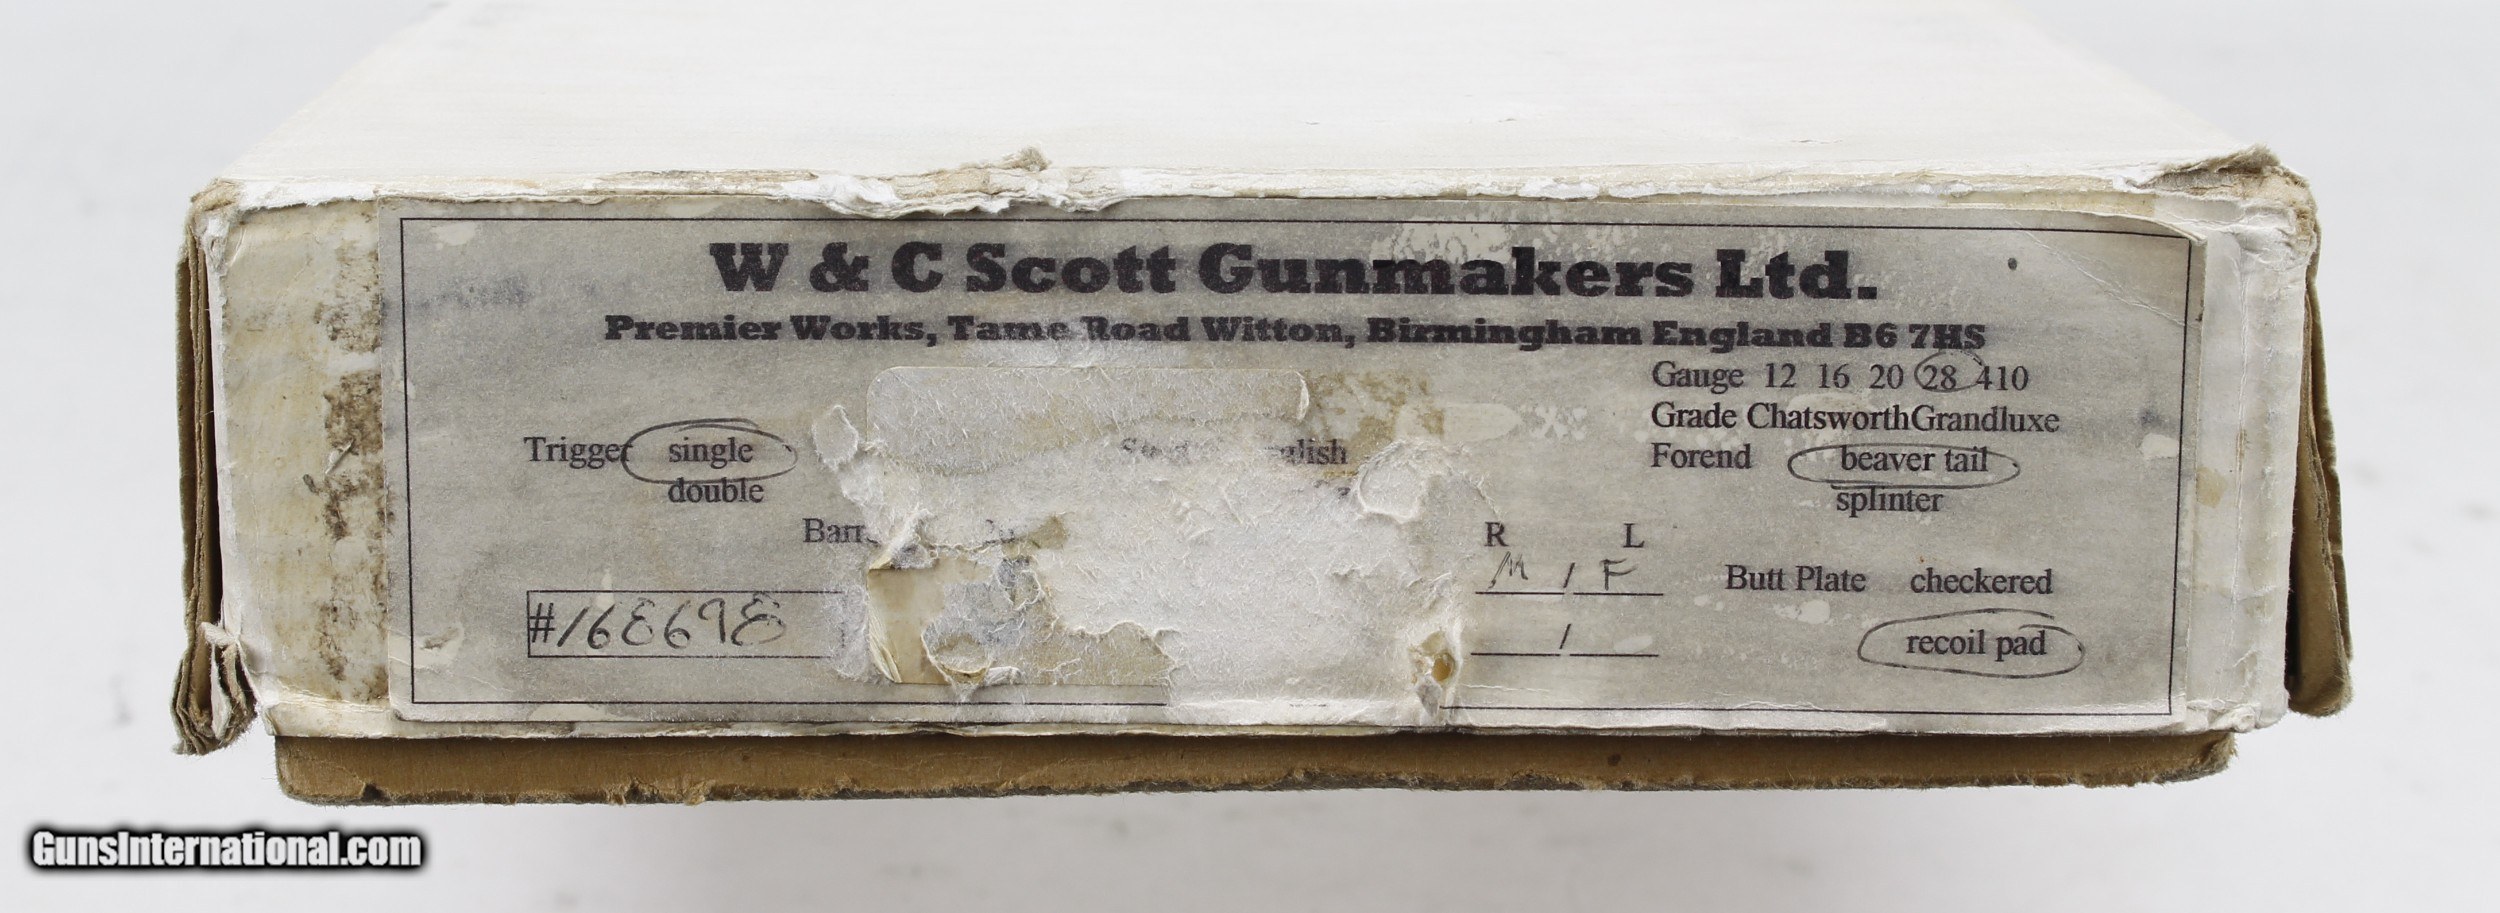 W & C Scott Gunmakers Ltd.
Premier Works, Tame Road Witton, Birmingham England B6 7HS
Gauge 12 16 20 28 410
Grade Chatsworth Grandluxe
Trigger single
Forend beaver tail
double
splinter
R L
M / F
Butt Plate checkered
#168698
/
recoil pad
GunsInternational.com